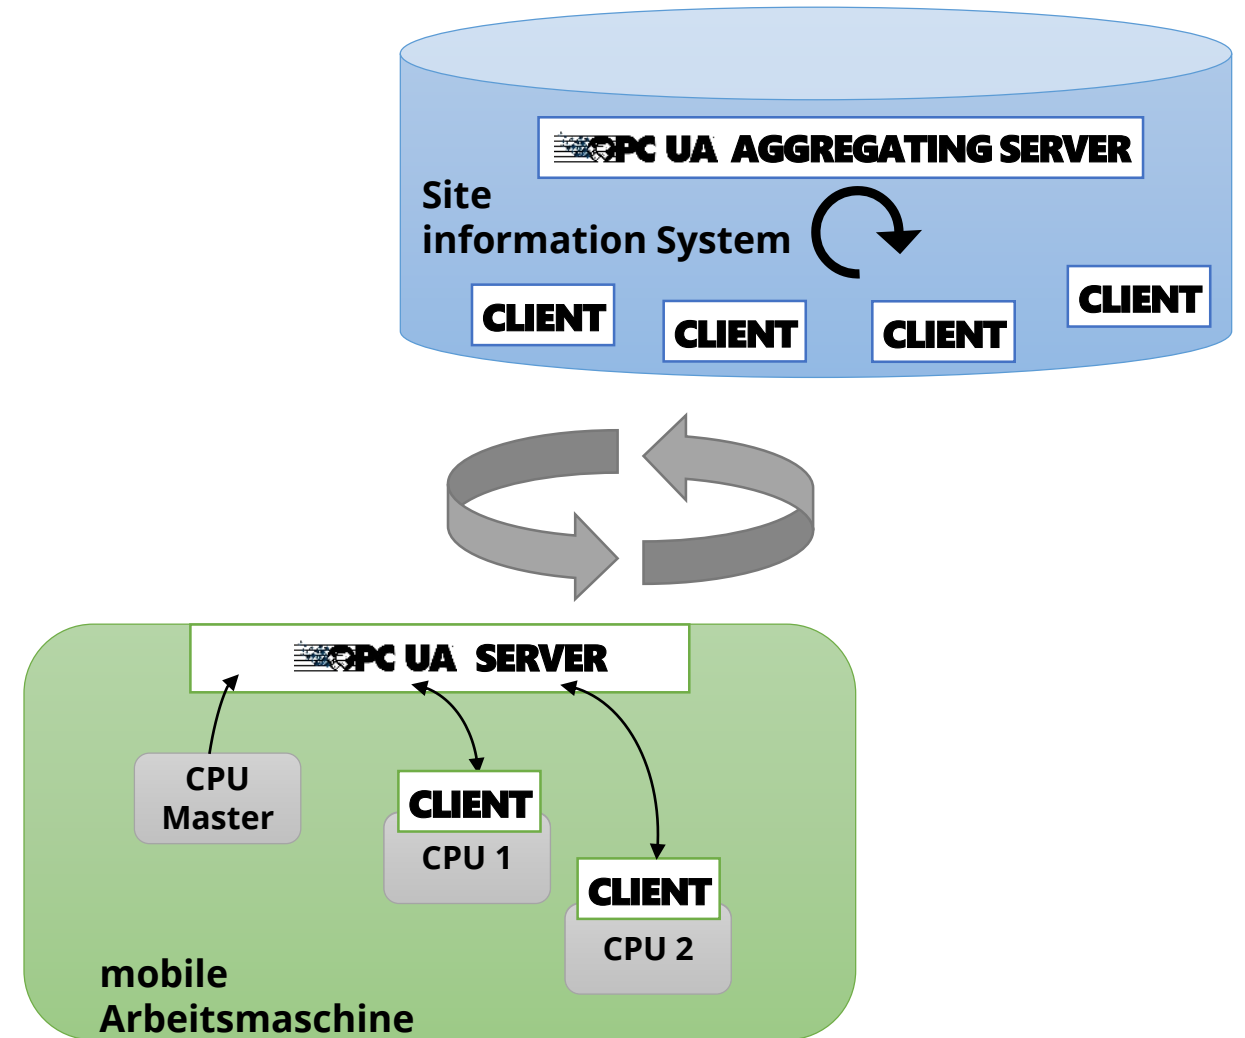 OPC UA AGGREGATING SERVER
Site
information System
CLIENT
CLIENT
CLIENT
CLIENT
OPC UA SERVER
CPU
Master
CLIENT
CPU 1
CLIENT
CPU 2
mobile
Arbeitsmaschine